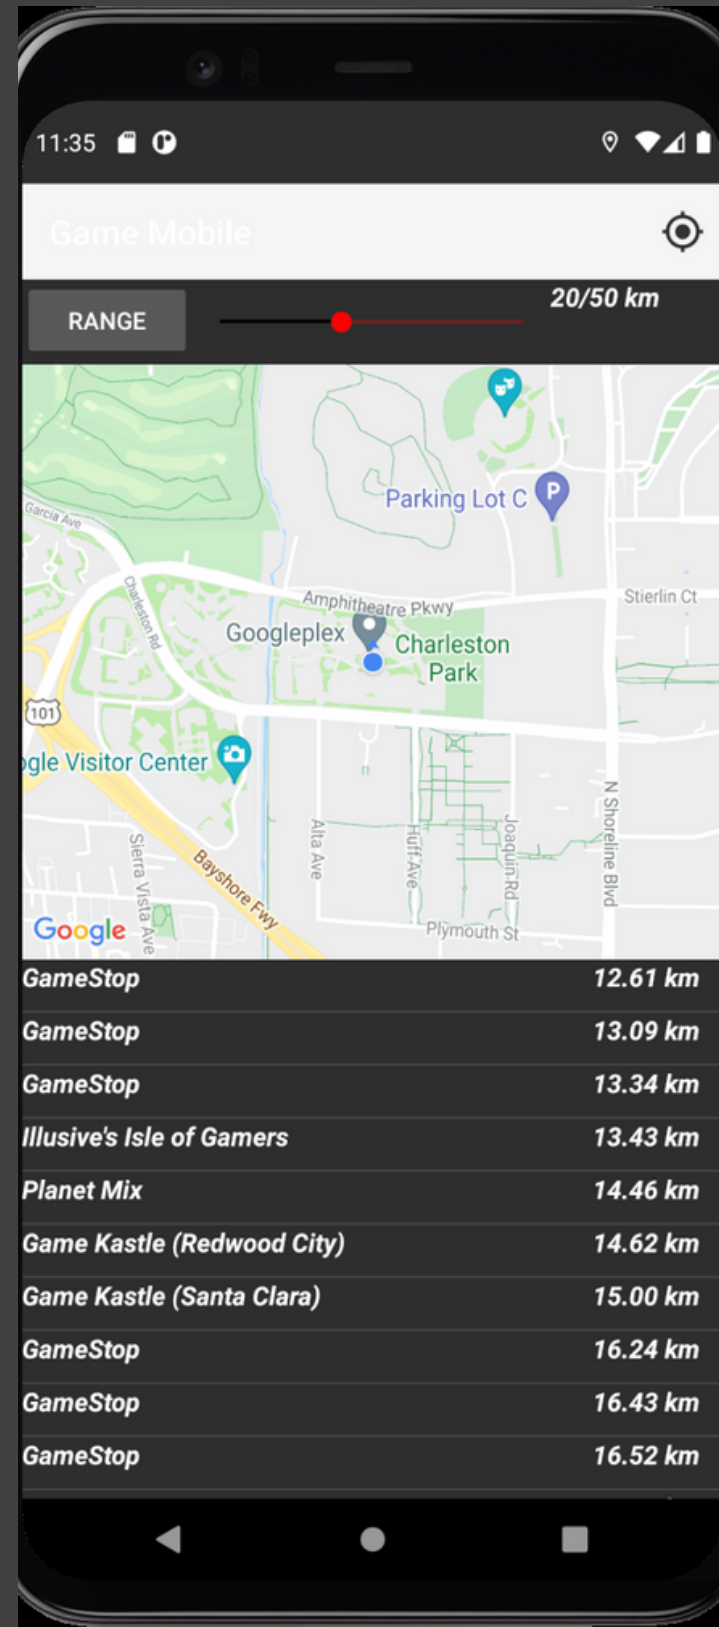 11:35
Game Mobile
RANGE
20/50 km
Parking Lot C
P
Garcia Ave
Charleston Rd
Amphitheatre Pkwy
Stierlin Ct
Googleplex
Charleston
Park
101
ogle Visitor Center
N Shoreline Blvd
Sierra Vista Ave
Bayshore Fwy
Alta Ave
Huff Ave
Joaquin Rd
Plymouth St
Google
GameStop 12.61 km
GameStop 13.09 km
GameStop 13.34 km
Illusive's Isle of Gamers 13.43 km
Planet Mix 14.46 km
Game Kastle (Redwood City) 14.62 km
Game Kastle (Santa Clara) 15.00 km
GameStop 16.24 km
GameStop 16.43 km
GameStop 16.52 km